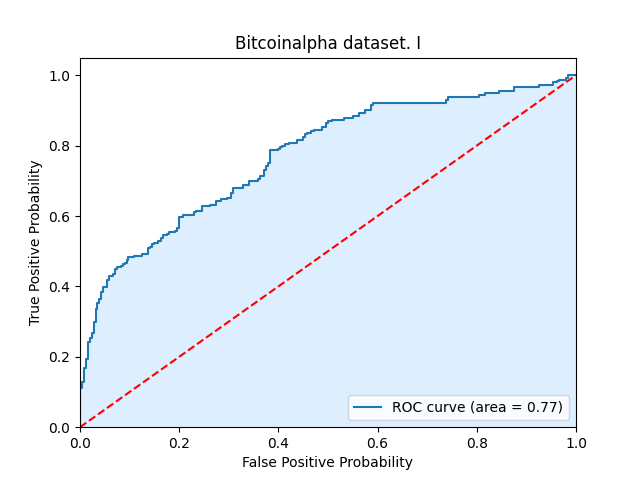 Bitcoinalpha dataset. I
True Positive Probability
1.0
0.8
0.6
0.4
0.2
0.0
ROC curve (area = 0.77)
0.0 0.2 0.4 0.6 0.8 1.0
False Positive Probability